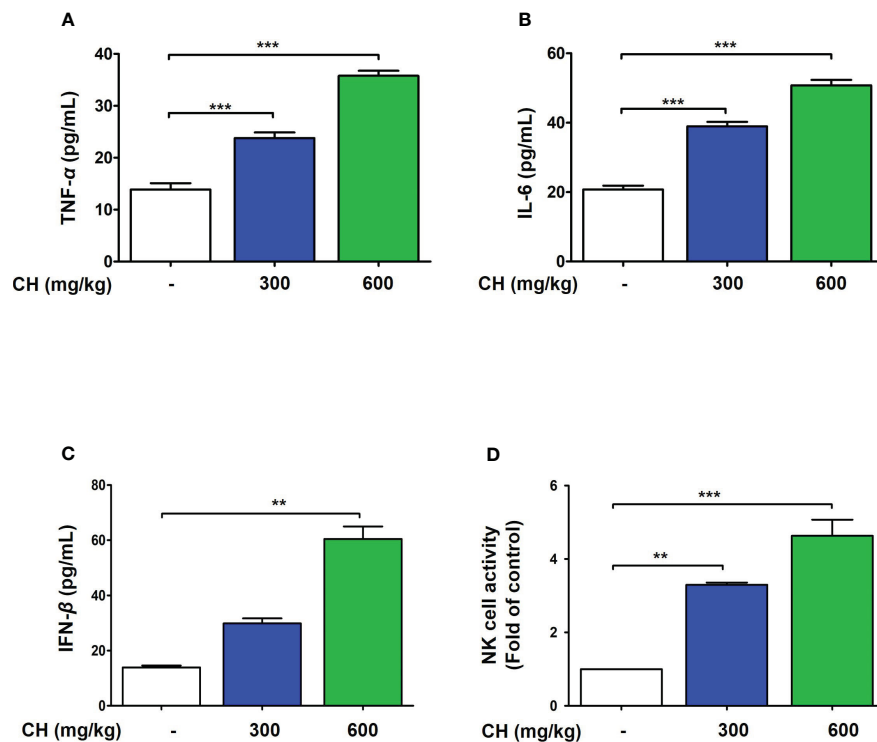 A
TNF-α (pg/mL)
40
30
20
10
0
***
***
CH (mg/kg) - 300 600
B
IL-6 (pg/mL)
60
40
20
0
***
***
CH (mg/kg) - 300 600
C
IFN-β (pg/mL)
80
60
40
20
0
**
CH (mg/kg) - 300 600
D
NK cell activity
(Fold of control)
6
4
2
0
***
**
CH (mg/kg) - 300 600